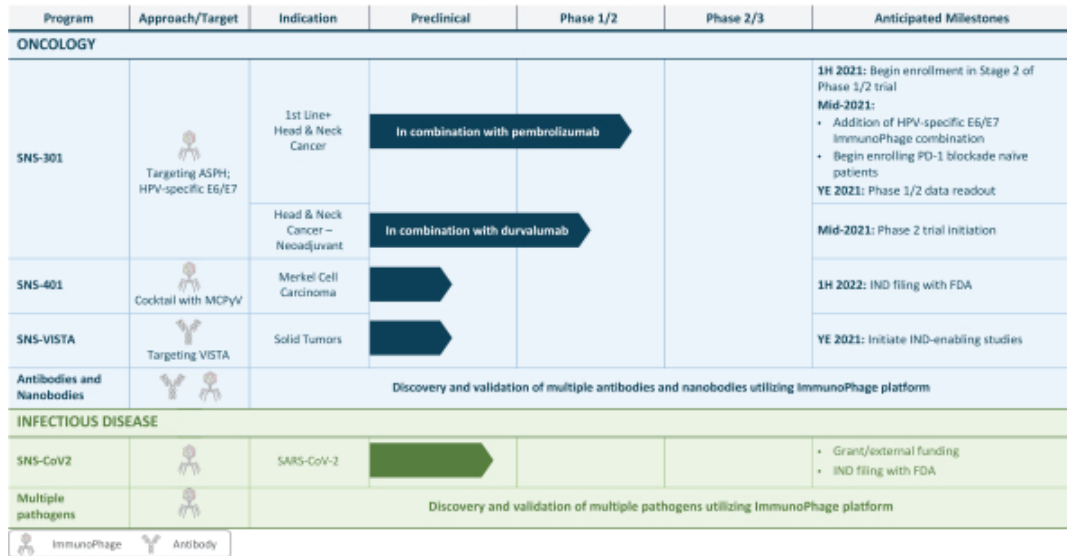 Program Approach/Target Indication Preclinical Phase 1/2 Phase 2/3 Anticipated Milestones
ONCOLOGY
SNS-301
Targeting ASPH;
HPV-specific E6/E7
1st Line+
Head & Neck
Cancer
In combination with pembrolizumab
1H 2021: Begin enrollment in Stage 2 of
Phase 1/2 trial
Mid-2021:
• Addition of HPV-specific E6/E7
ImmunoPhage combination
• Begin enrolling PD-1 blockade naïve
patients
YE 2021: Phase 1/2 data readout
Head & Neck
Cancer –
Neoadjuvant
In combination with durvalumab
Mid-2021: Phase 2 trial initiation
SNS-401
Cocktail with MCPyV
Merkel Cell
Carcinoma
1H 2022: IND filing with FDA
SNS-VISTA
Targeting VISTA
Solid Tumors
YE 2021: Initiate IND-enabling studies
Antibodies and
Nanobodies
Discovery and validation of multiple antibodies and nanobodies utilizing ImmunoPhage platform
INFECTIOUS DISEASE
SNS-CoV2
SARS-CoV-2
• Grant/external funding
• IND filing with FDA
Multiple
pathogens
Discovery and validation of multiple pathogens utilizing ImmunoPhage platform
ImmunoPhage Antibody